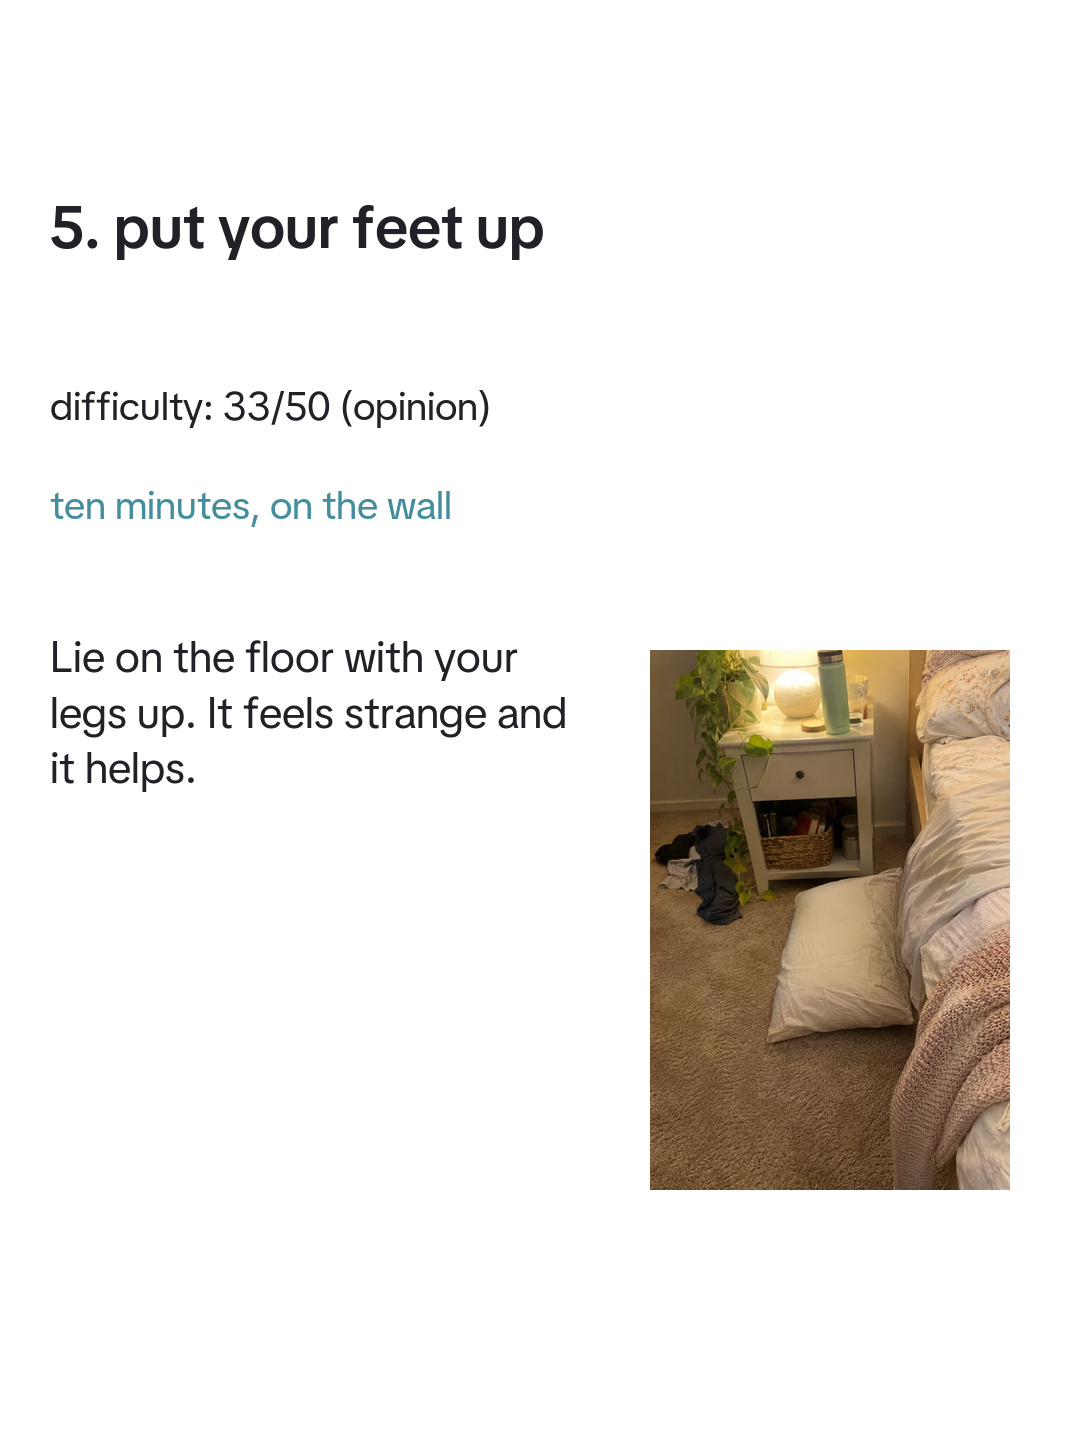 5. put your feet up
difficulty: 33/50 (opinion)
ten minutes, on the wall
Lie on the floor with your
legs up. It feels strange and
it helps.